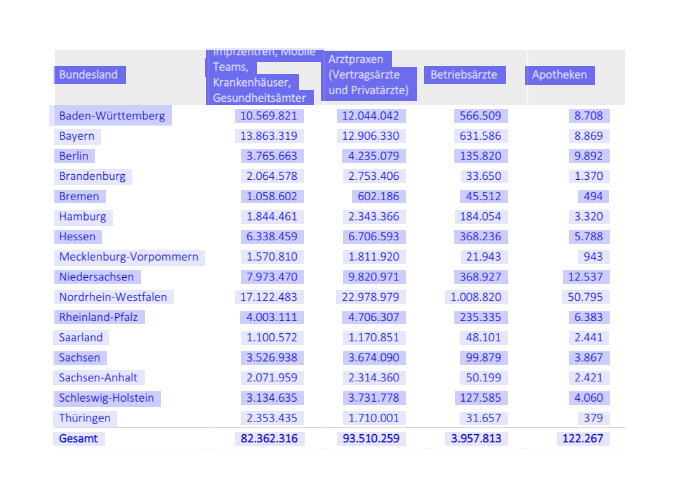 Bundesland Impfzentren, Mobile Teams, Krankenhäuser, Gesundheitsämter Arztpraxen (Vertragsärzte und Privatärzte) Betriebsärzte Apotheken
Baden-Württemberg 10.569.821 12.044.042 566.509 8.708
Bayern 13.863.319 12.906.330 631.586 8.869
Berlin 3.765.663 4.235.079 135.820 9.892
Brandenburg 2.064.578 2.753.406 33.650 1.370
Bremen 1.058.602 602.186 45.512 494
Hamburg 1.844.461 2.343.366 184.054 3.320
Hessen 6.338.459 6.706.593 368.236 5.788
Mecklenburg-Vorpommern 1.570.810 1.811.920 21.943 943
Niedersachsen 7.973.470 9.820.971 368.927 12.537
Nordrhein-Westfalen 17.122.483 22.978.979 1.008.820 50.795
Rheinland-Pfalz 4.003.111 4.706.307 235.335 6.383
Saarland 1.100.572 1.170.851 48.101 2.441
Sachsen 3.526.938 3.674.090 99.879 3.867
Sachsen-Anhalt 2.071.959 2.314.360 50.199 2.421
Schleswig-Holstein 3.134.635 3.731.778 127.585 4.060
Thüringen 2.353.435 1.710.001 31.657 379
Gesamt 82.362.316 93.510.259 3.957.813 122.267